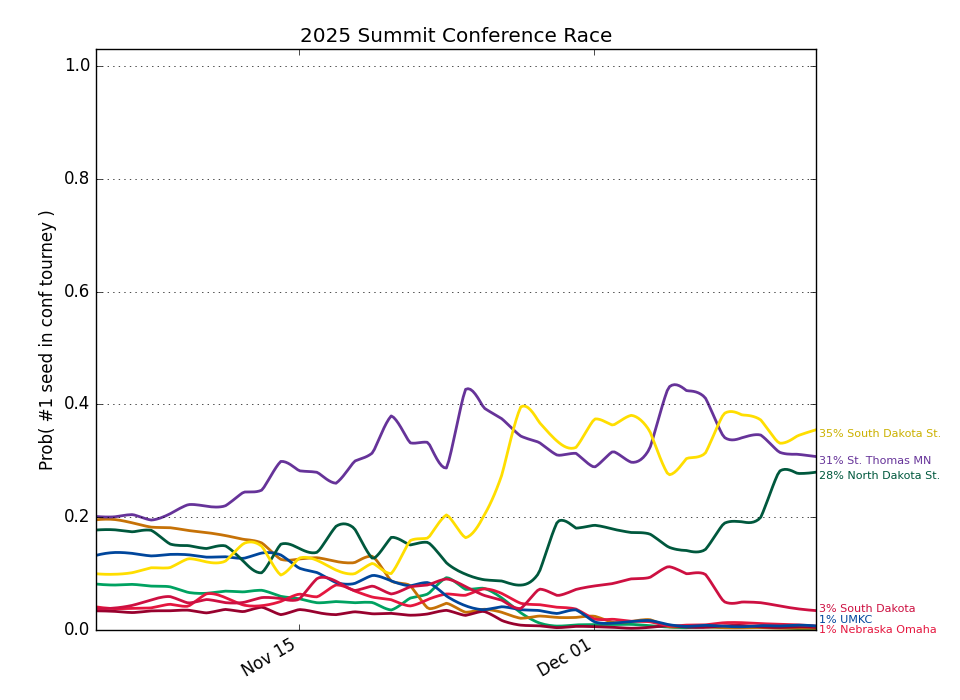 2025 Summit Conference Race
Prob( #1 seed in conf tourney )
1.0
0.8
0.6
0.4
0.2
0.0
Nov 15
Dec 01
35% South Dakota St.
31% St. Thomas MN
28% North Dakota St.
3% South Dakota
1% UMKC
1% Nebraska Omaha